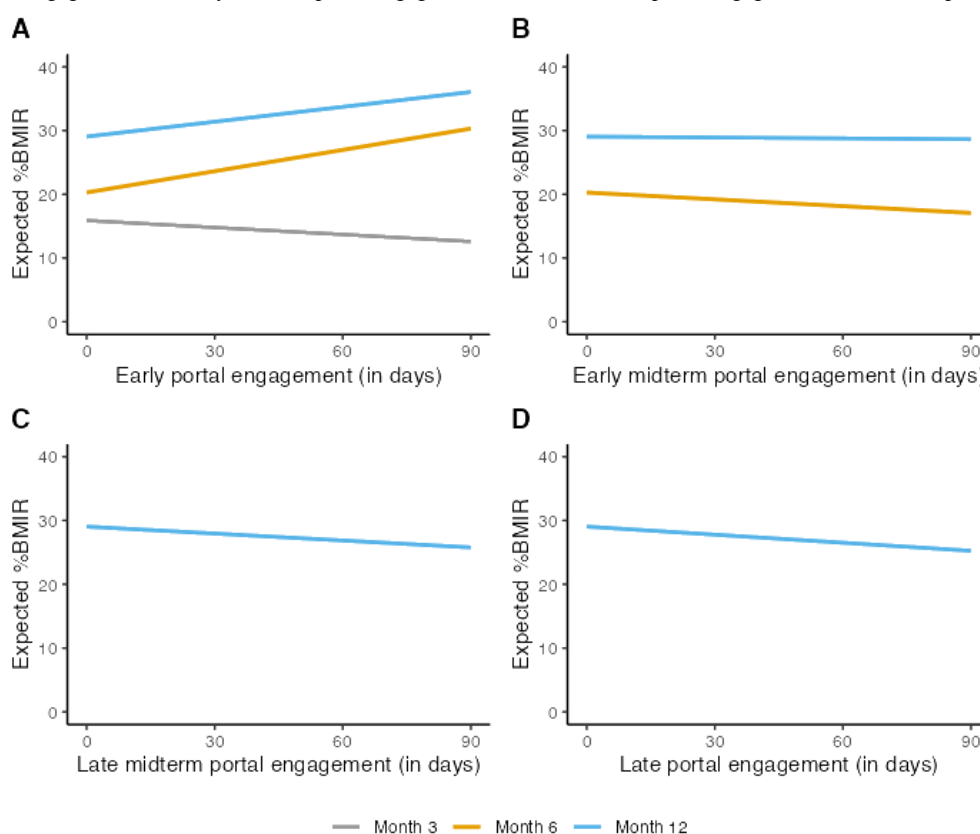 A
40
30
20
10
0
Expected %BMIR
0 30 60 90
Early portal engagement (in days)
B
40
30
20
10
0
Expected %BMIR
0 30 60 90
Early midterm portal engagement (in days)
C
40
30
20
10
0
Expected %BMIR
0 30 60 90
Late midterm portal engagement (in days)
D
40
30
20
10
0
Expected %BMIR
0 30 60 90
Late portal engagement (in days)
Month 3 Month 6 Month 12